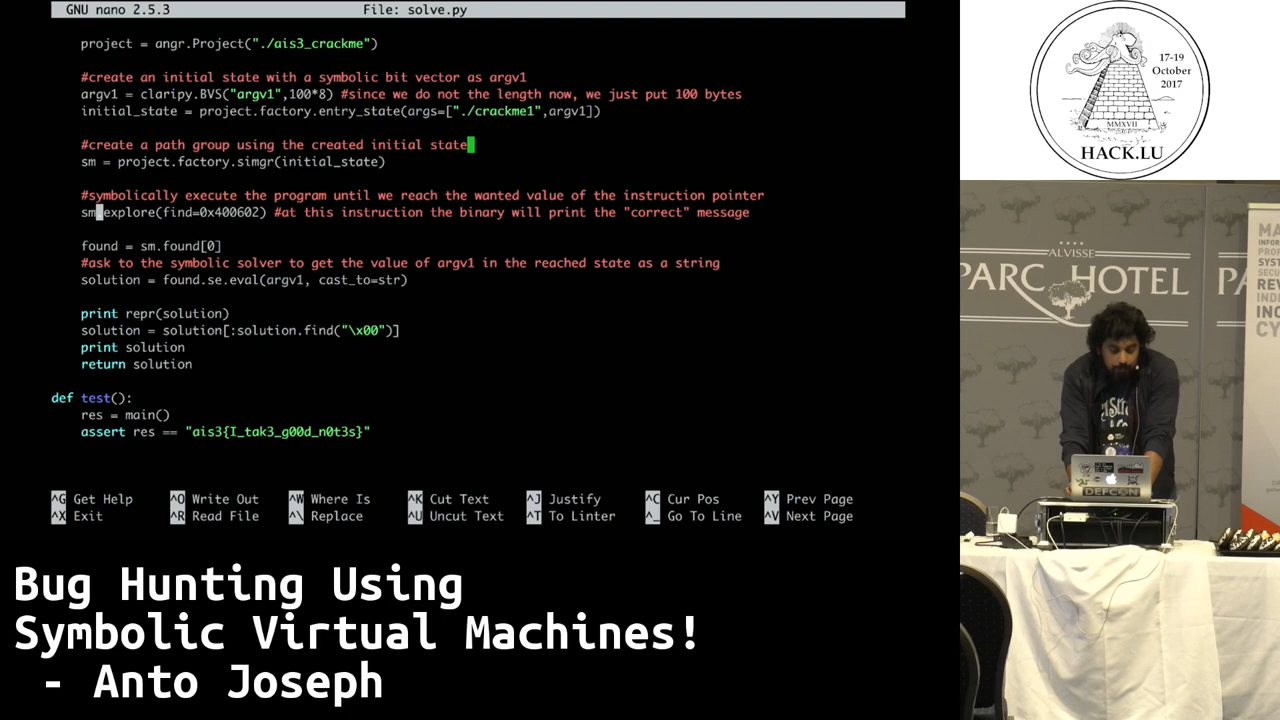 GNU nano 2.5.3 File: solve.py
project = angr.Project("./ais3_crackme")
#create an initial state with a symbolic bit vector as argv1
argv1 = claripy.BVS("argv1",100*8) #since we do not the length now, we just put 100 bytes
initial_state = project.factory.entry_state(args=["./crackme1",argv1])
#create a path group using the created initial state
sm = project.factory.simgr(initial_state)
#symbolically execute the program until we reach the wanted value of the instruction pointer
sm.explore(find=0x400602) #at this instruction the binary will print the "correct" message
found = sm.found[0]
#ask to the symbolic solver to get the value of argv1 in the reached state as a string
solution = found.se.eval(argv1, cast_to=str)
print repr(solution)
solution = solution[:solution.find("\x00")]
print solution
return solution
def test():
res = main()
assert res == "ais3{I_tak3_g00d_n0t3s}"
^G Get Help ^O Write Out ^W Where Is ^K Cut Text ^J Justify ^C Cur Pos ^Y Prev Page
^X Exit ^R Read File ^\ Replace ^U Uncut Text ^T To Linter ^_ Go To Line ^V Next Page
Bug Hunting Using
Symbolic Virtual Machines!
- Anto Joseph
17-19
October
2017
MMXVII
HACK.LU
ALVISSE
PARC HOTEL
DEFCON